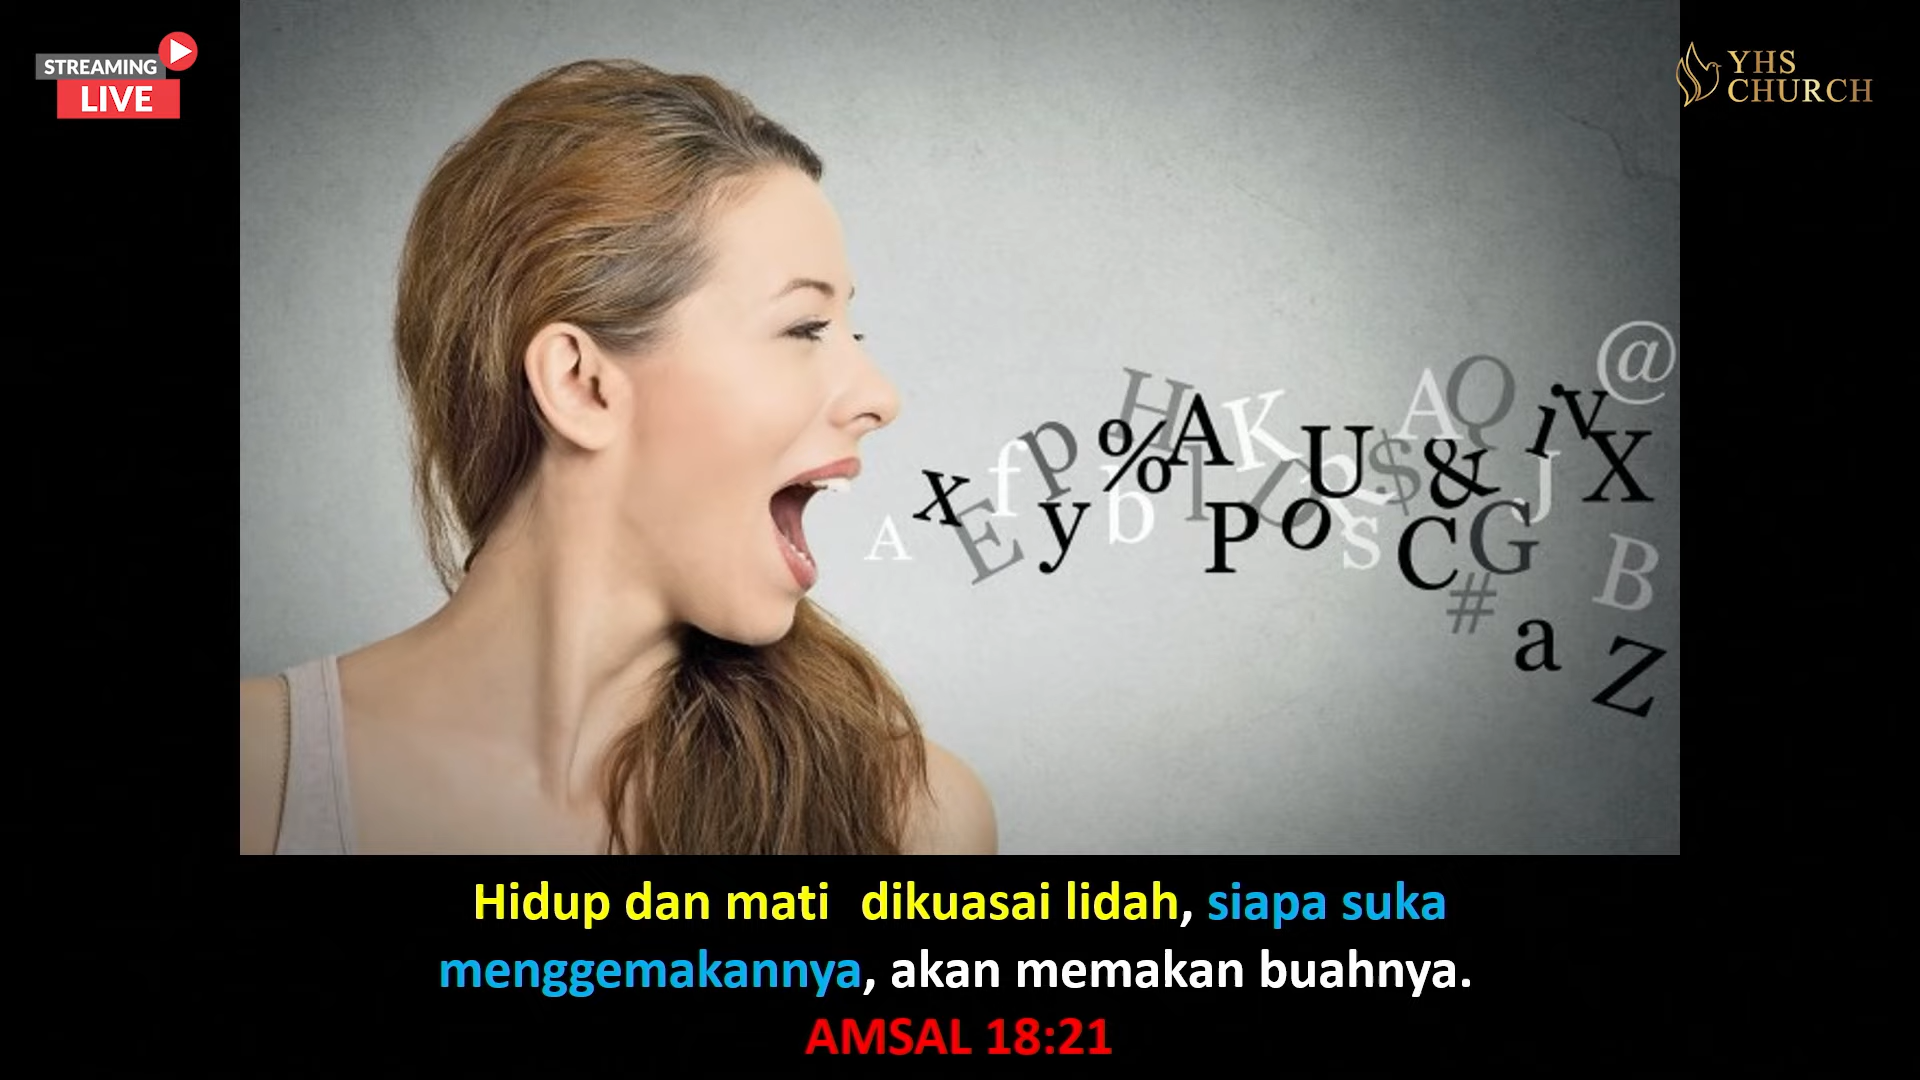 STREAMING
LIVE
YHS
CHURCH
@
H A K A Q I V
x f p % U $ & X
A E y b I P O R S C G J
# B
a Z
Hidup dan mati dikuasai lidah, siapa suka
menggemakannya, akan memakan buahnya.
AMSAL 18:21